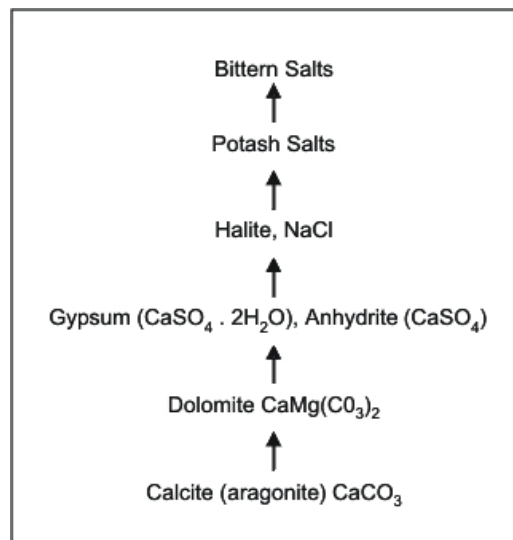 Bittern Salts
Potash Salts
Halite, NaCl
Gypsum (CaSO₄ . 2H₂O), Anhydrite (CaSO₄)
Dolomite CaMg(C0₃)₂
Calcite (aragonite) CaCO₃